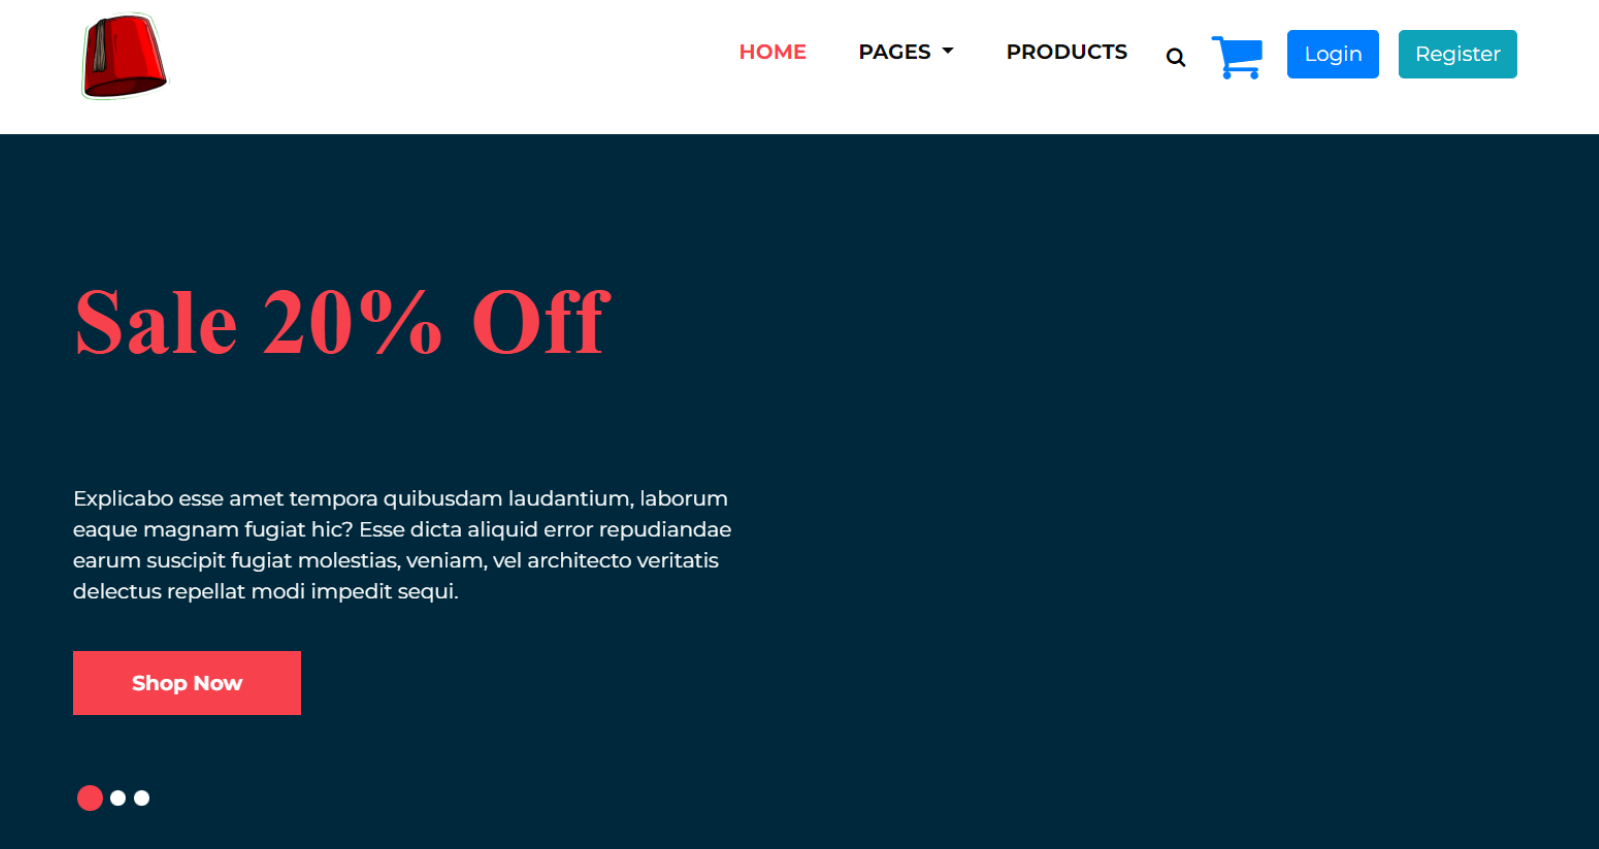 HOME PAGES PRODUCTS Login Register
Sale 20% Off
Explicabo esse amet tempora quibusdam laudantium, laborum
eaque magnam fugiat hic? Esse dicta aliquid error repudiandae
earum suscipit fugiat molestias, veniam, vel architecto veritatis
delectus repellat modi impedit sequi.
Shop Now